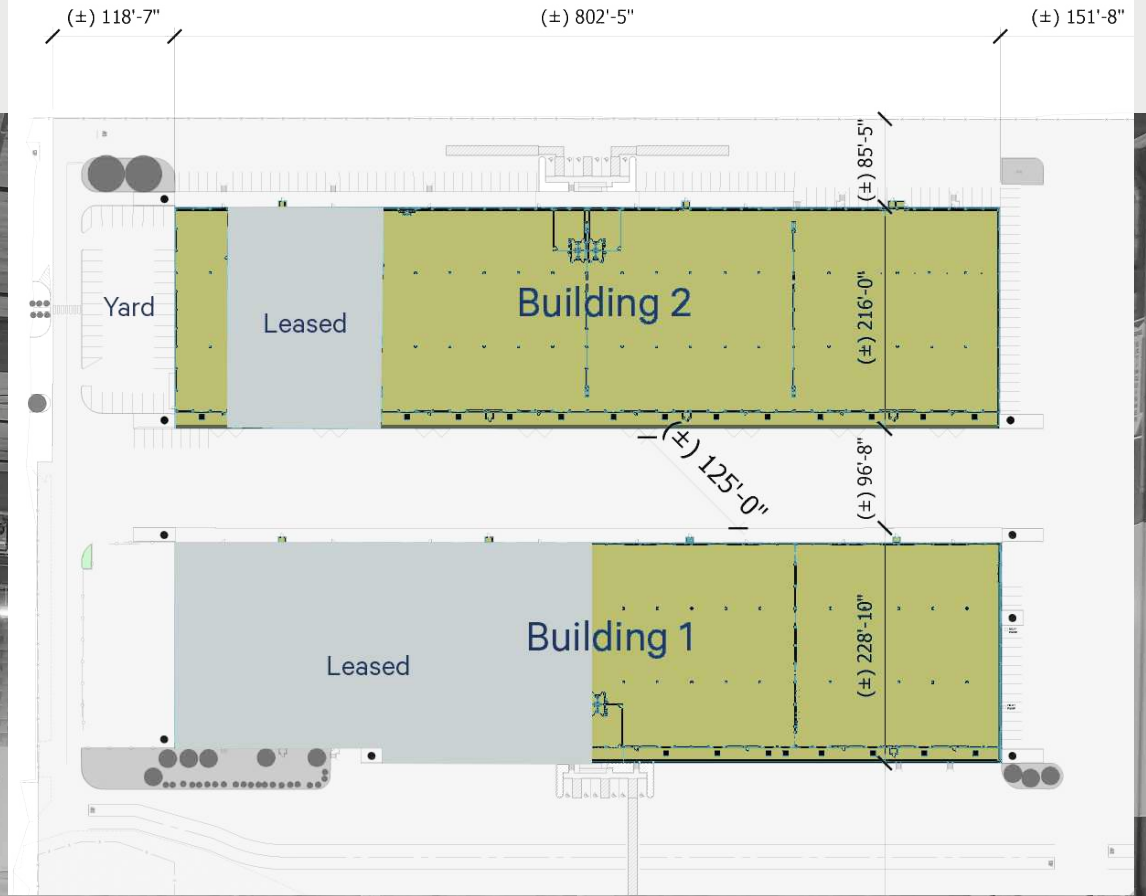 (±) 118'-7"
(±) 802'-5"
(±) 151'-8"
(±) 85'-5"
Yard
Leased
Building 2
(±) 216'-0"
(±) 125'-0"
(±) 96'-8"
Building 1
Leased
(±) 228'-10"